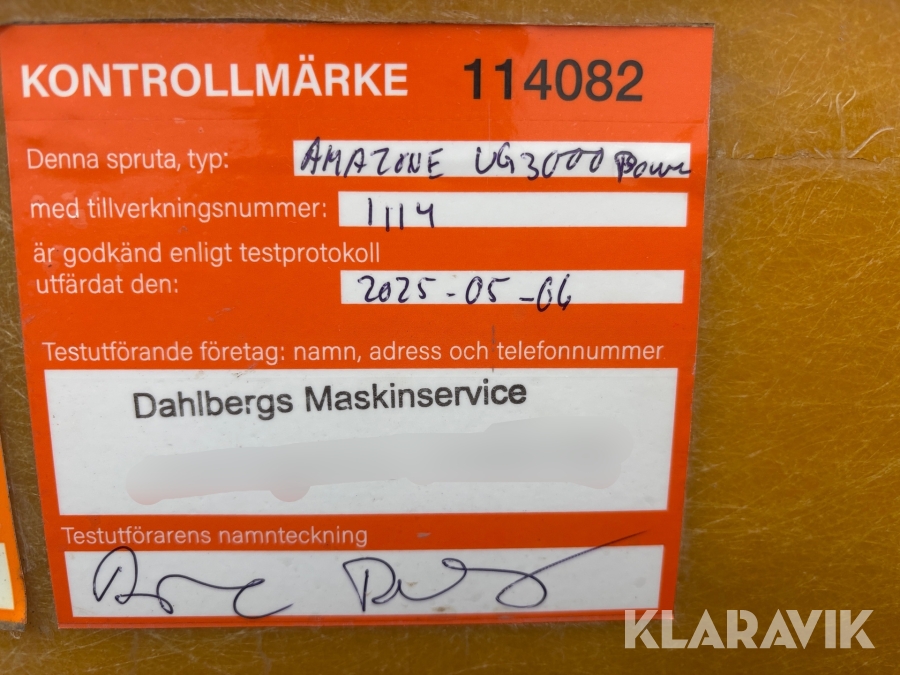 KONTROLLMÄRKE 114082
Denna spruta, typ: AMAZONE UG3000 Power
med tillverkningsnummer: 1114
är godkänd enligt testprotokoll
utfärdat den: 2025-05-06
Testutförande företag: namn, adress och telefonnummer
Dahlbergs Maskinservice
Testutförarens namnteckning
KLARAVIK